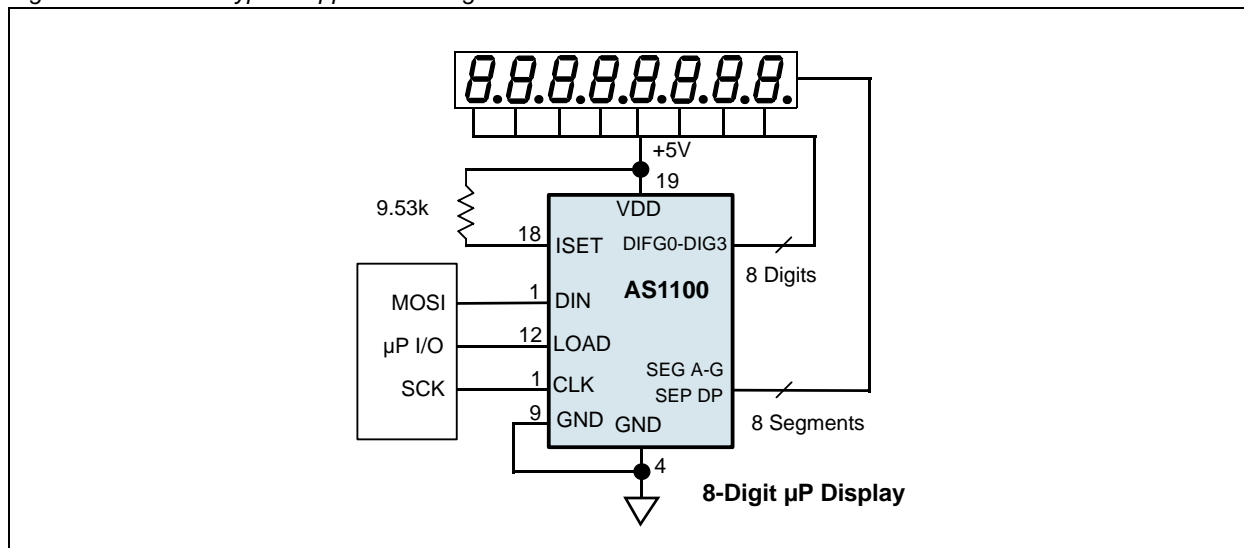 8.8.8.8.8.8.8.8.
+5V
19
9.53k
VDD
18
ISET
DIFG0-DIG3
8 Digits
AS1100
MOSI
1
DIN
µP I/O
12
LOAD
SEG A-G
SCK
1
CLK
SEP DP
9
GND
GND
8 Segments
4
8-Digit µP Display